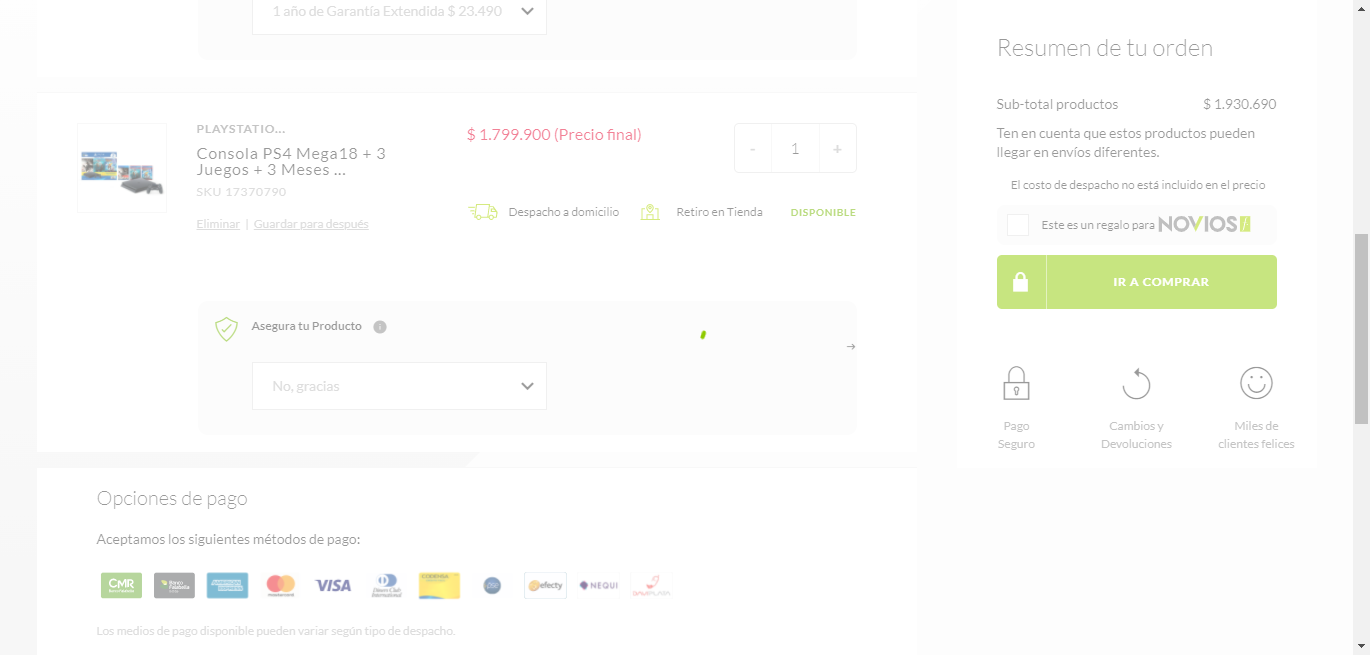 1 año de Garantía Extendida $ 23.490
PLAYSTATIO...
Consola PS4 Mega18 + 3
Juegos + 3 Meses ...
SKU 17370790
Eliminar | Guardar para después
$ 1.799.900 (Precio final)
- 1 +
Despacho a domicilio
Retiro en Tienda
DISPONIBLE
Asegura tu Producto
No, gracias
Opciones de pago
Aceptamos los siguientes métodos de pago:
CMR
VISA
Diners Club
International
efecty
NEQUI
Los medios de pago disponible pueden variar según tipo de despacho.
Resumen de tu orden
Sub-total productos $ 1.930.690
Ten en cuenta que estos productos pueden
llegar en envíos diferentes.
El costo de despacho no está incluido en el precio
Este es un regalo para NOVIOS
IR A COMPRAR
Pago
Seguro
Cambios y
Devoluciones
Miles de
clientes felices